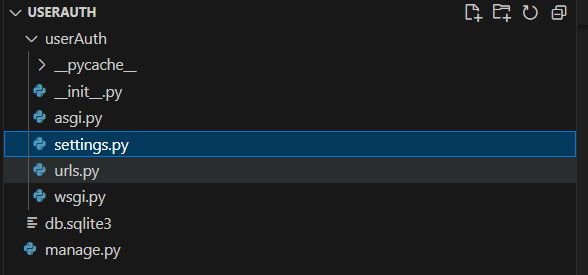 USERAUTH
userAuth
__pycache__
__init__.py
asgi.py
settings.py
urls.py
wsgi.py
db.sqlite3
manage.py